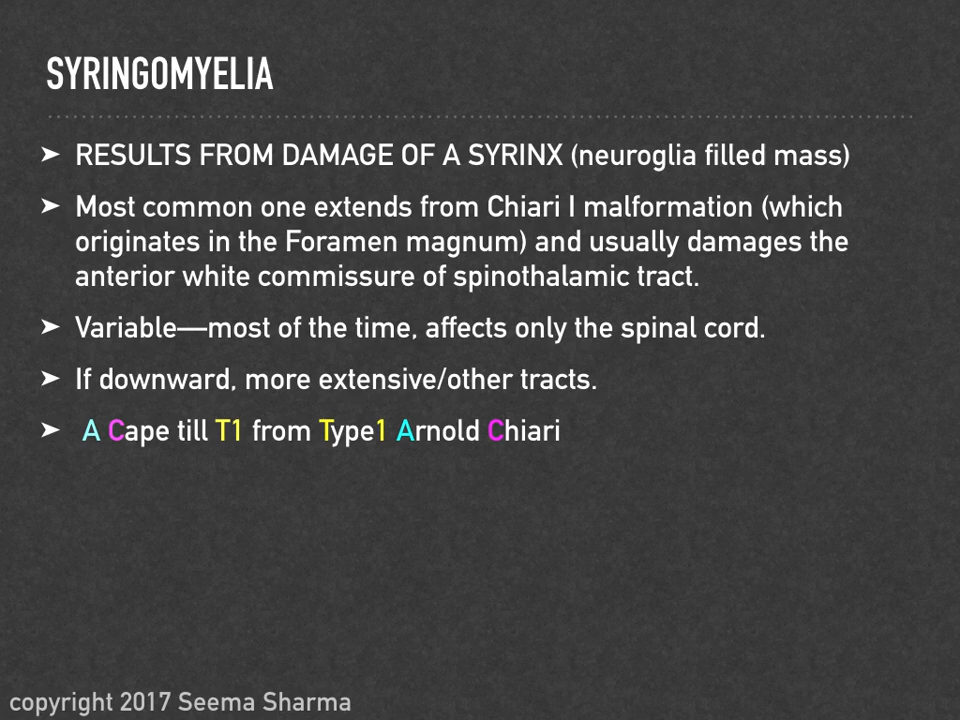 SYRINGOMYELIA
➤ RESULTS FROM DAMAGE OF A SYRINX (neuroglia filled mass)
➤ Most common one extends from Chiari I malformation (which
originates in the Foramen magnum) and usually damages the
anterior white commissure of spinothalamic tract.
➤ Variable—most of the time, affects only the spinal cord.
➤ If downward, more extensive/other tracts.
➤ A Cape till T1 from Type1 Arnold Chiari
copyright 2017 Seema Sharma